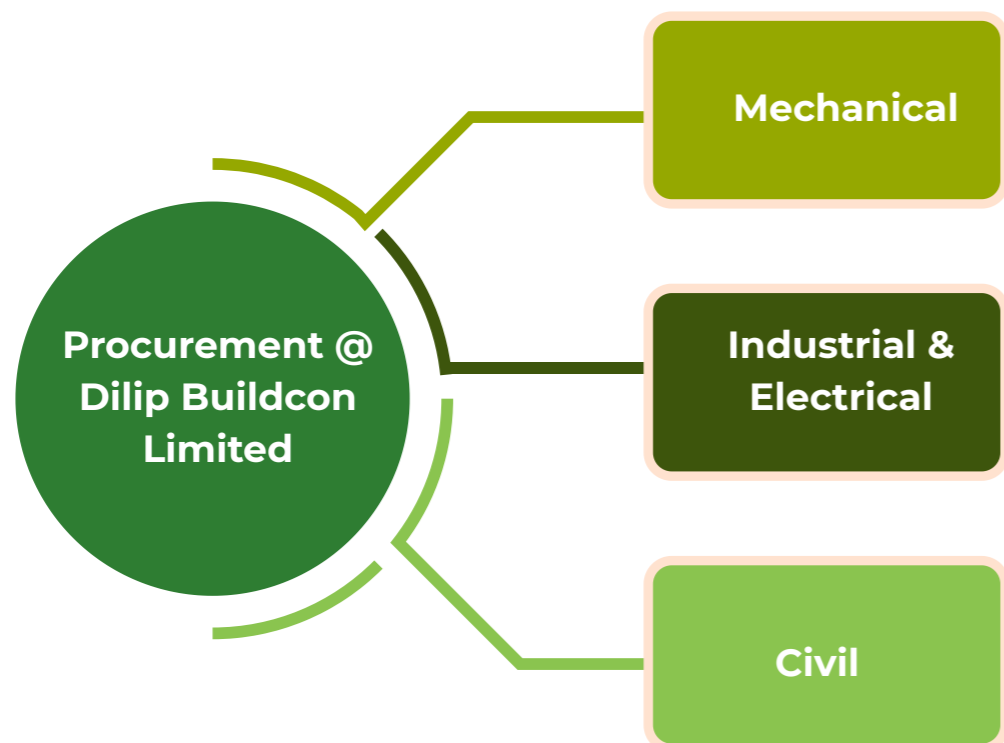 Mechanical
Procurement @
Dilip Buildcon
Limited
Industrial &
Electrical
Civil